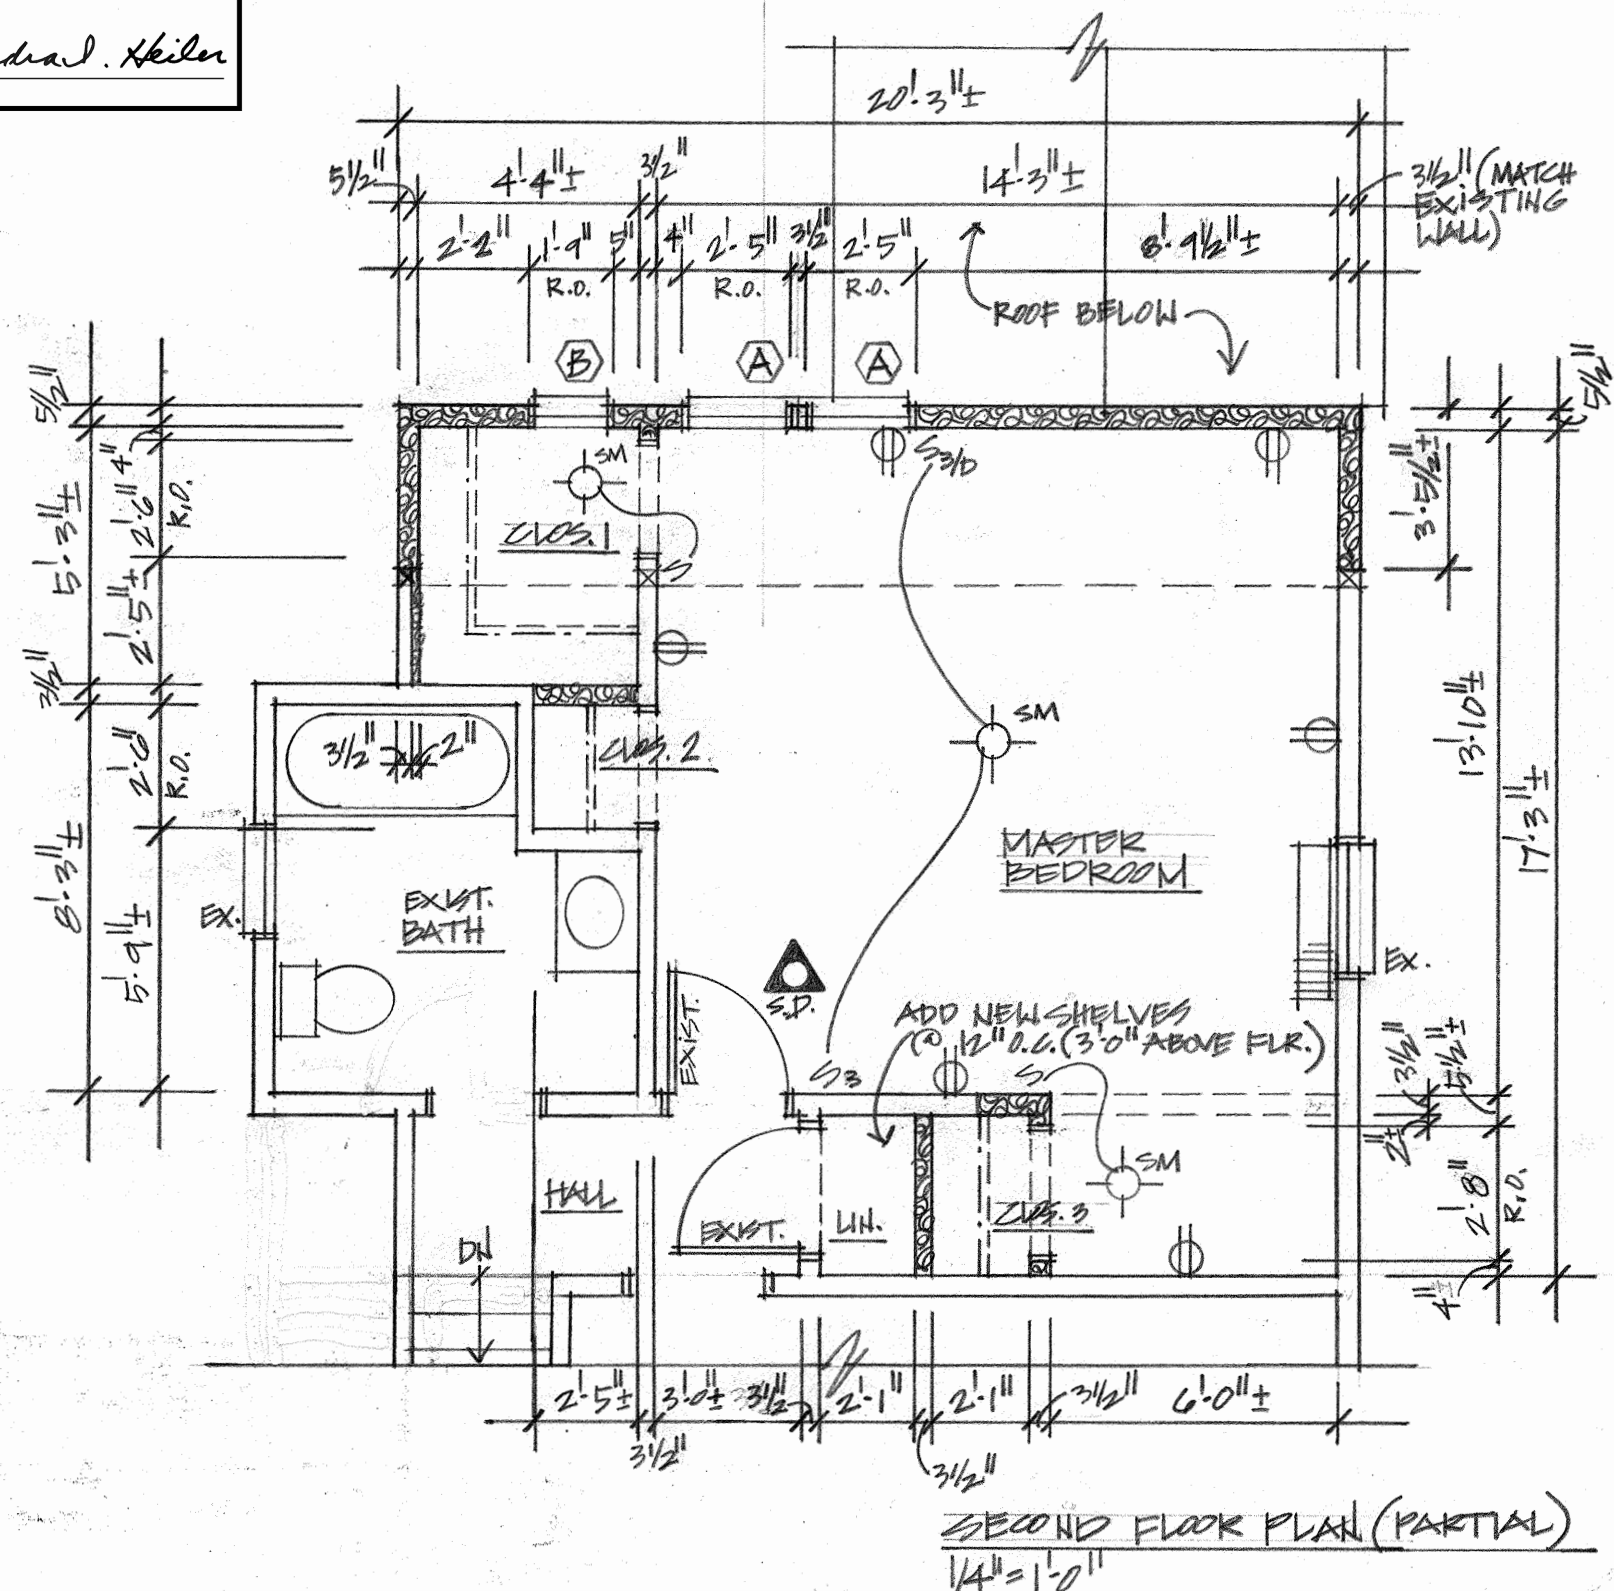 Heiler
20'-3"±
5½" 4'-4"± 3½" 14'-3"± 3½" (MATCH
EXISTING
WALL)
2'-2" 1'-9" 5" 4" 2'-5" 3½" 2'-5" 8'-9½"±
R.O. R.O. R.O.
ROOF BELOW
B A A
5½" 5½"
S3/D
SM
4"
2'-6"
R.O.
5'-3"±
3'-5½"±
CLOS. 1
S
2'-5"±
3½"
SM
13'-10"±
3½" 2" CLOS. 2
2'-6"
R.O.
17'-3"±
MASTER
BEDROOM
8'-3"±
EX. EXIST.
BATH
5'-9"±
EX.
S.D.
EXIST.
ADD NEW SHELVES
@ 12" O.C. (3'-0" ABOVE FLR.)
3½" 5½"±
S3 S
2"±
SM
HALL EXIST. LIN. CLOS. 3
2'-8"
R.O.
DN
4"±
2'-5"± 3'-0"± 3½" 2'-1" 2'-1" 3½" 6'-0"±
3½" 3½"
SECOND FLOOR PLAN (PARTIAL)
1/4" = 1'-0"